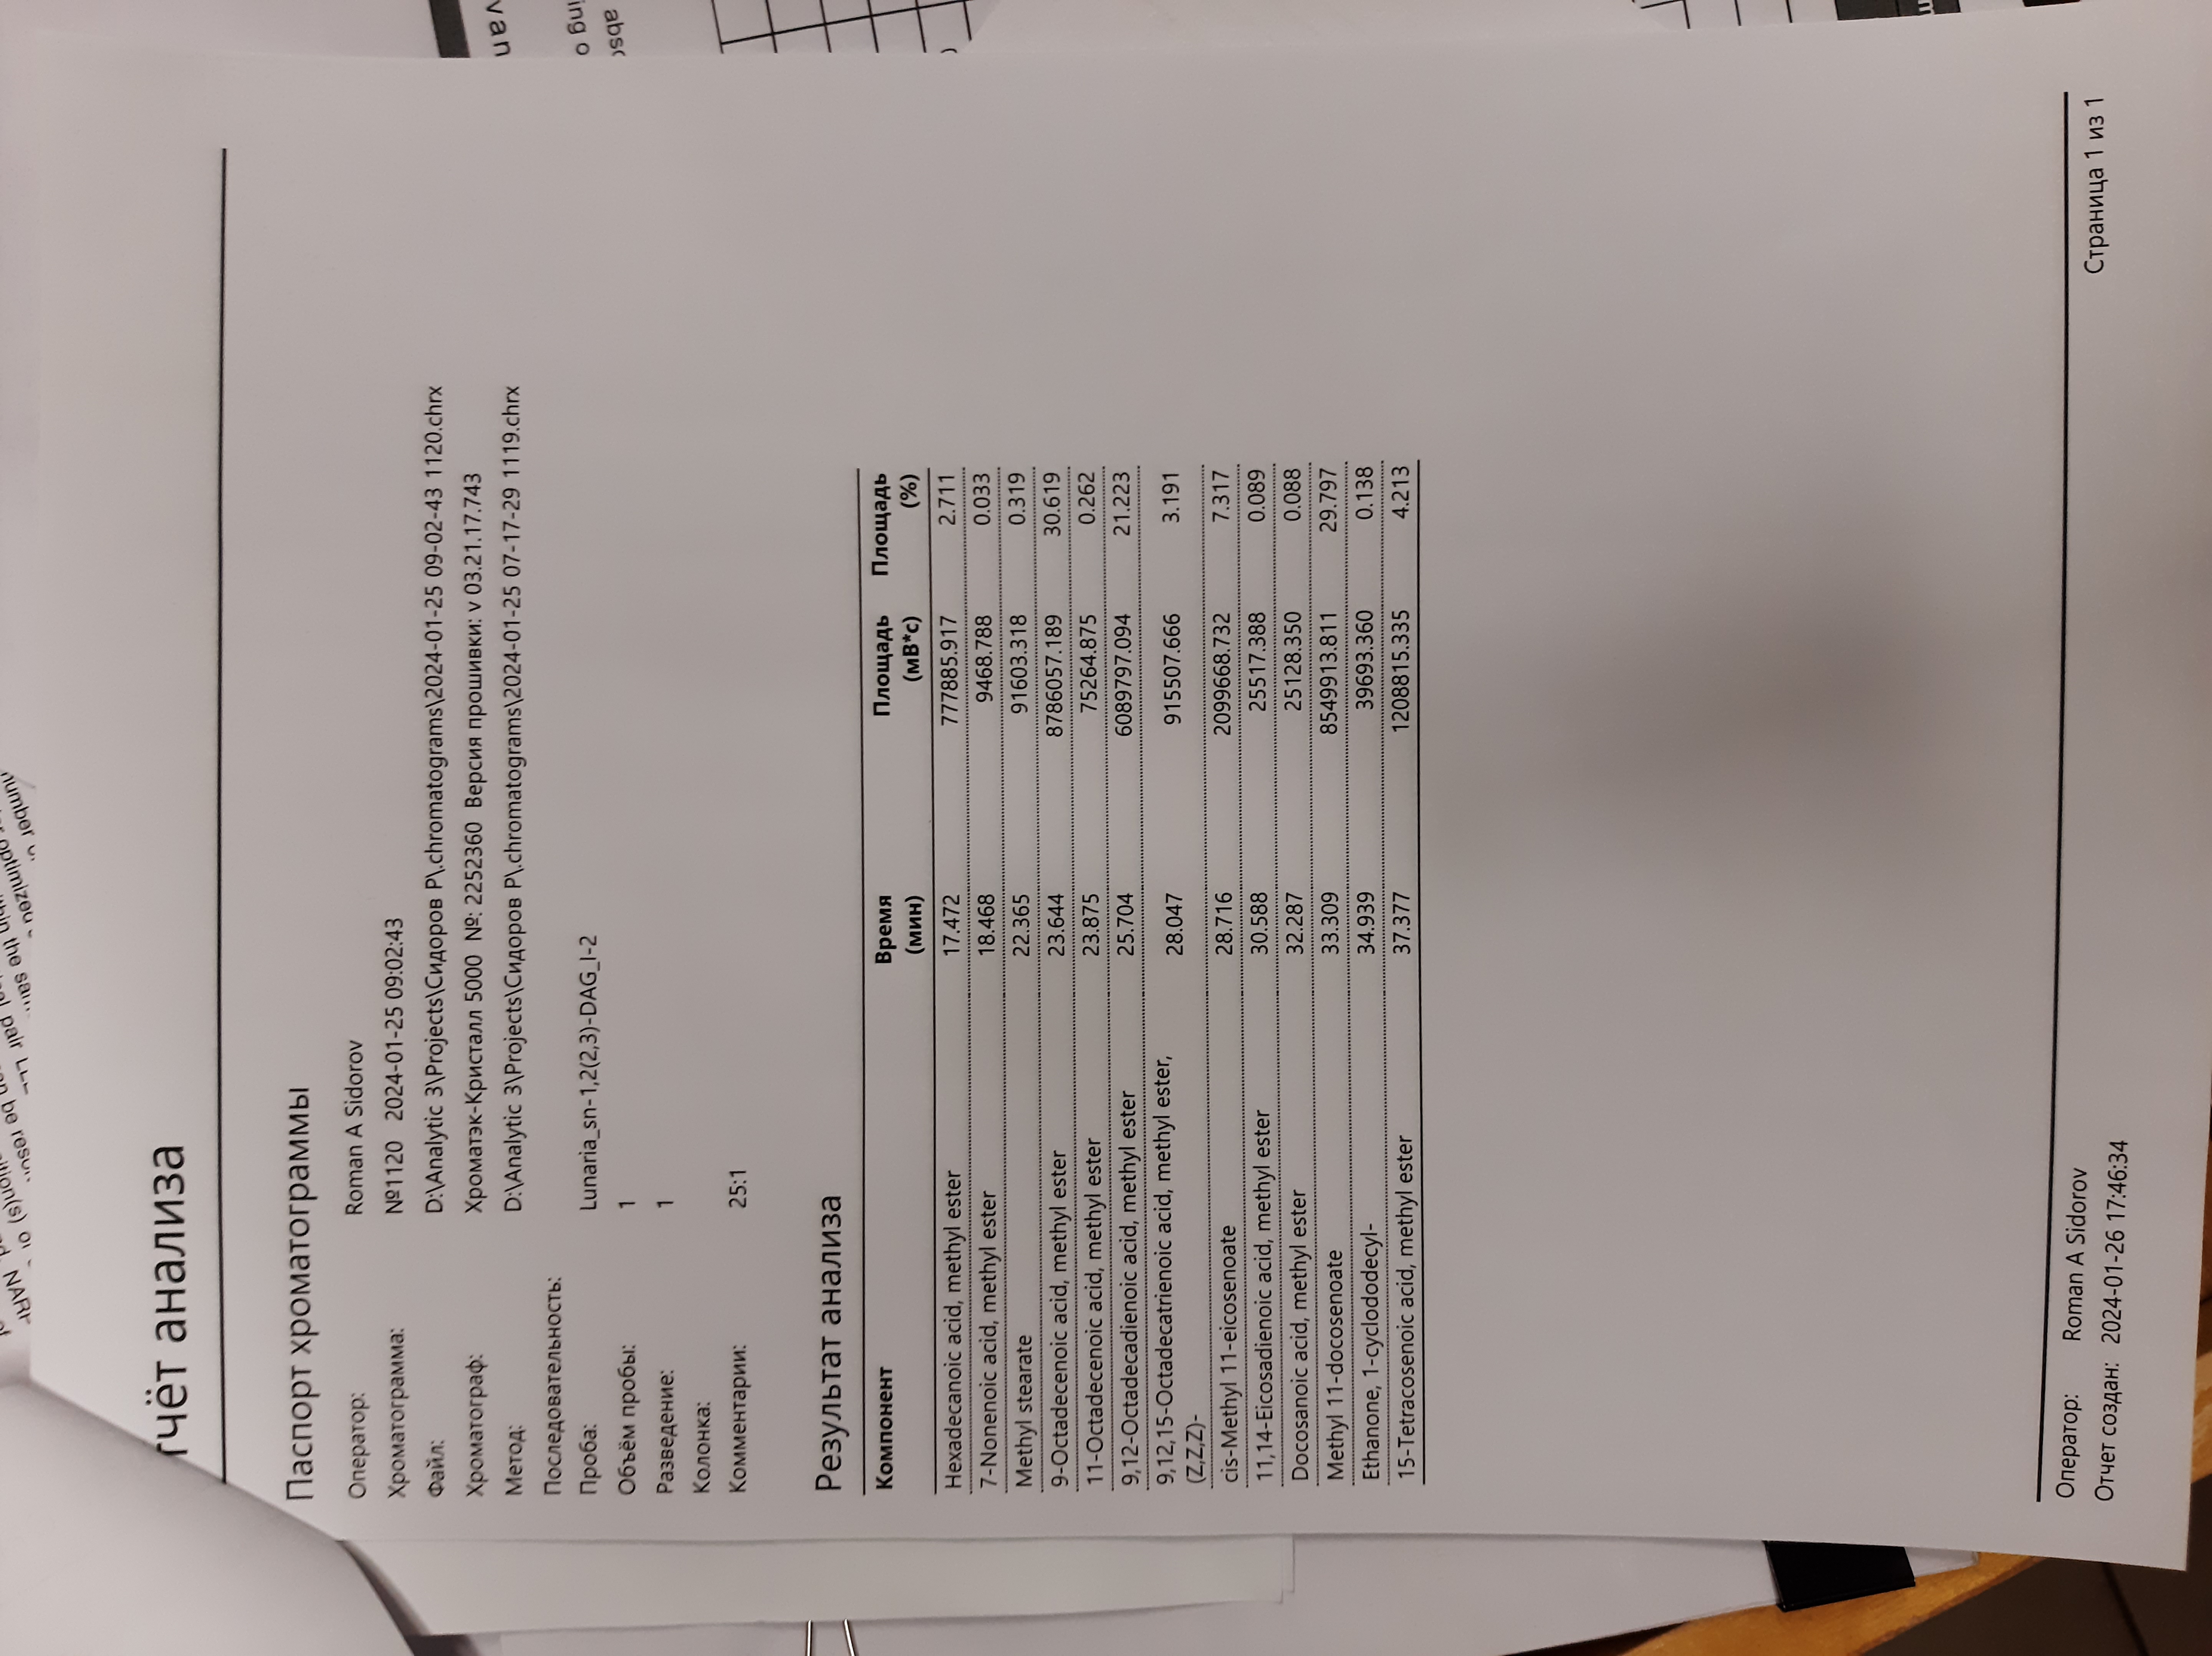 тчёт анализа
Паспорт хроматограммы
Оператор: Roman A Sidorov
Хроматограмма: №1120 2024-01-25 09:02:43
Файл: D:\Analytic 3\Projects\Сидоров Р\.chromatograms\2024-01-25 09-02-43 1120.chrx
Хроматограф: Хроматэк-Кристалл 5000 №: 2252360 Версия прошивки: v 03.21.17.743
Метод: D:\Analytic 3\Projects\Сидоров Р\.chromatograms\2024-01-25 07-17-29 1119.chrx
Последовательность:
Проба: Lunaria_sn-1,2(2,3)-DAG_I-2
Объём пробы: 1
Разведение: 1
Колонка:
Комментарии: 25:1
Результат анализа
Компонент Время Площадь Площадь
(мин) (мВ*с) (%)
Hexadecanoic acid, methyl ester 17.472 777885.917 2.711
7-Nonenoic acid, methyl ester 18.468 9468.788 0.033
Methyl stearate 22.365 91603.318 0.319
9-Octadecenoic acid, methyl ester 23.644 8786057.189 30.619
11-Octadecenoic acid, methyl ester 23.875 75264.875 0.262
9,12-Octadecadienoic acid, methyl ester 25.704 6089797.094 21.223
9,12,15-Octadecatrienoic acid, methyl ester, 28.047 915507.666 3.191
(Z,Z,Z)-
cis-Methyl 11-eicosenoate 28.716 2099668.732 7.317
11,14-Eicosadienoic acid, methyl ester 30.588 25517.388 0.089
Docosanoic acid, methyl ester 32.287 25128.350 0.088
Methyl 11-docosenoate 33.309 8549913.811 29.797
Ethanone, 1-cyclododecyl- 34.939 39693.360 0.138
15-Tetracosenoic acid, methyl ester 37.377 1208815.335 4.213
Оператор: Roman A Sidorov
Отчет создан: 2024-01-26 17:46:34
Страница 1 из 1